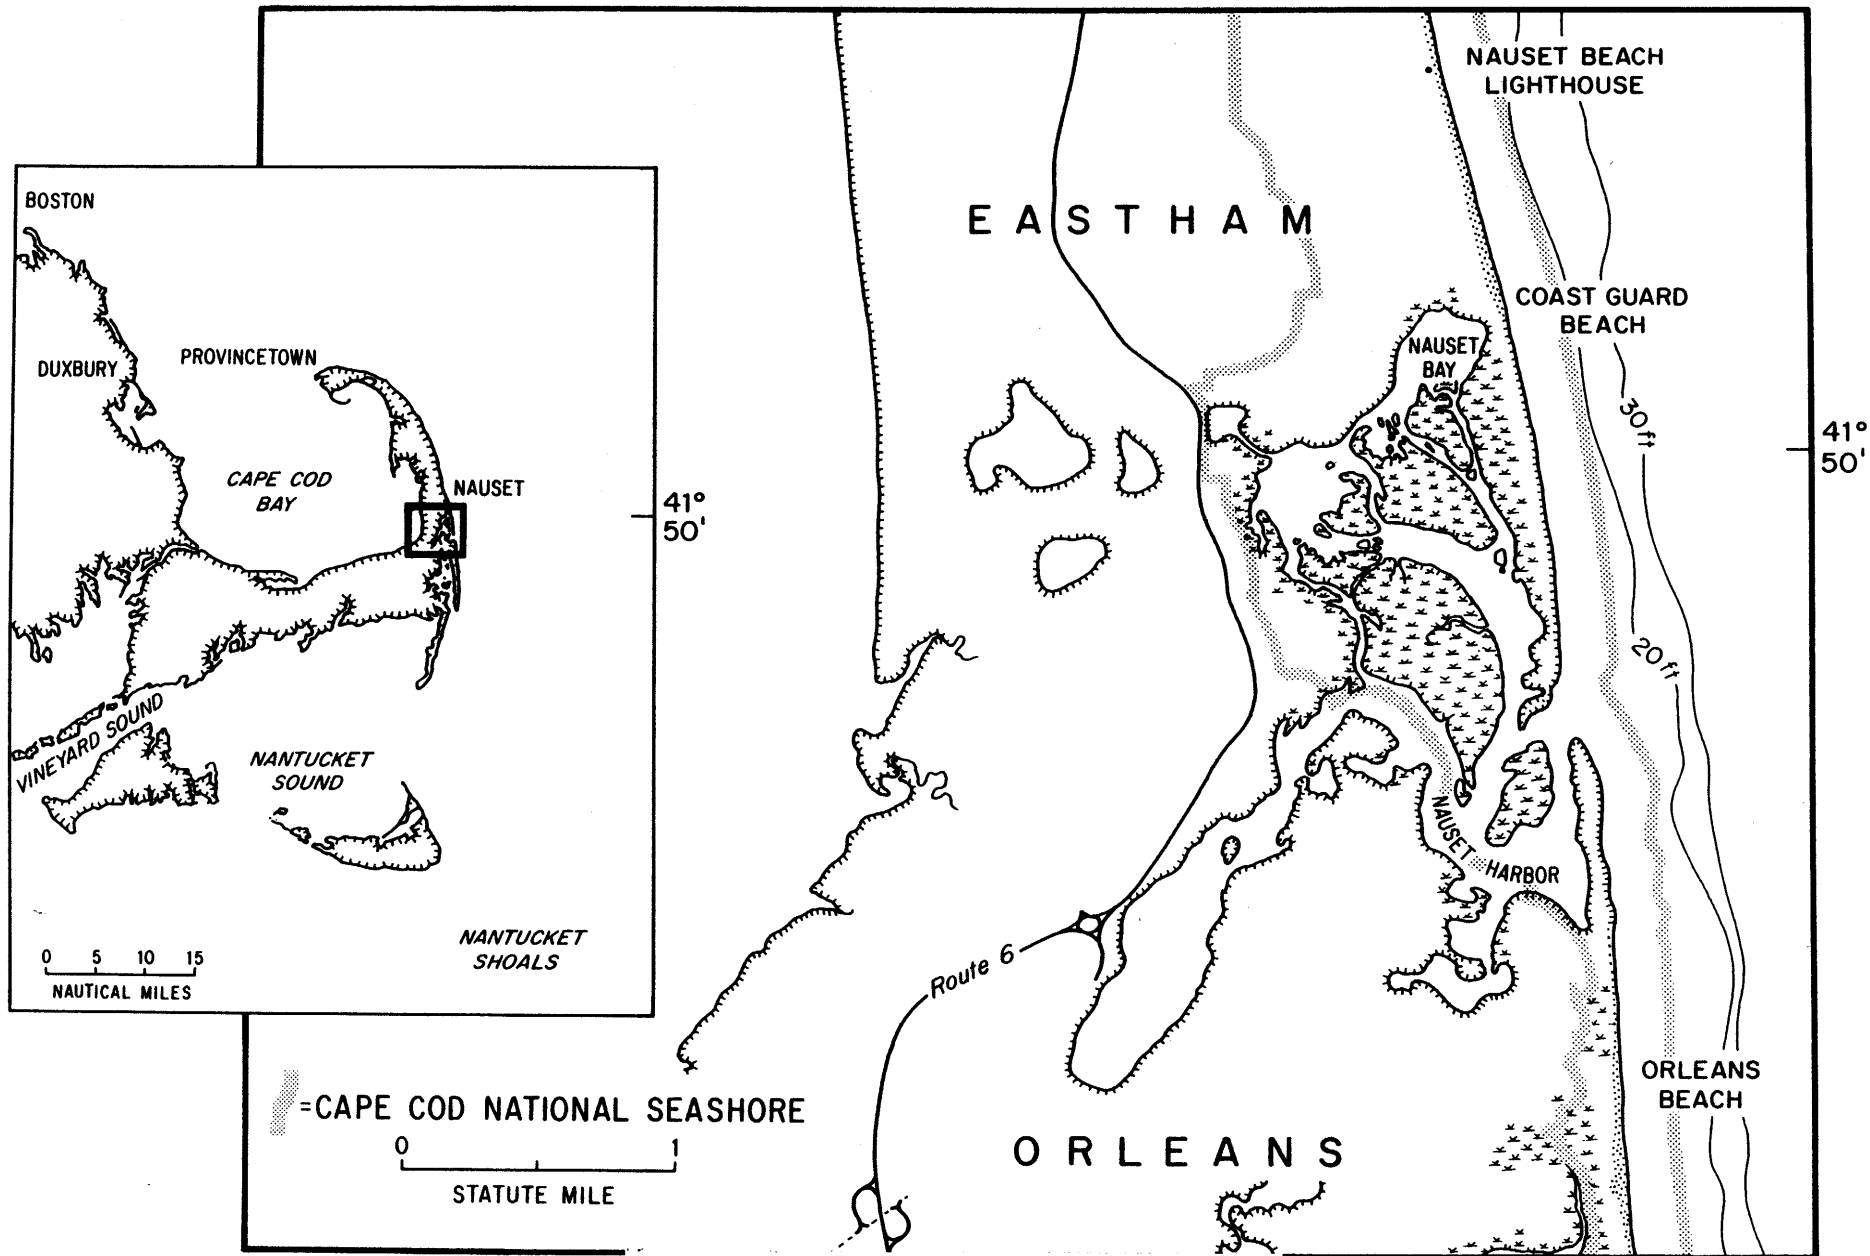 NAUSET BEACH
LIGHTHOUSE
BOSTON
EASTHAM
COAST GUARD
BEACH
NAUSET
BAY
DUXBURY
PROVINCETOWN
30ft
41°
50'
CAPE COD
BAY
NAUSET
41°
50'
20ft
VINEYARD SOUND
NANTUCKET
SOUND
NAUSET HARBOR
NANTUCKET
SHOALS
Route 6
0 5 10 15
NAUTICAL MILES
ORLEANS
BEACH
=CAPE COD NATIONAL SEASHORE
0 1
STATUTE MILE
ORLEANS